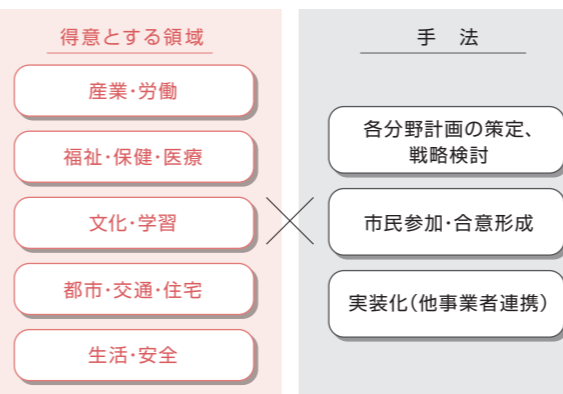 得意とする領域
産業・労働
福祉・保健・医療
文化・学習
都市・交通・住宅
生活・安全
手 法
各分野計画の策定、
戦略検討
市民参加・合意形成
実装化(他事業者連携)